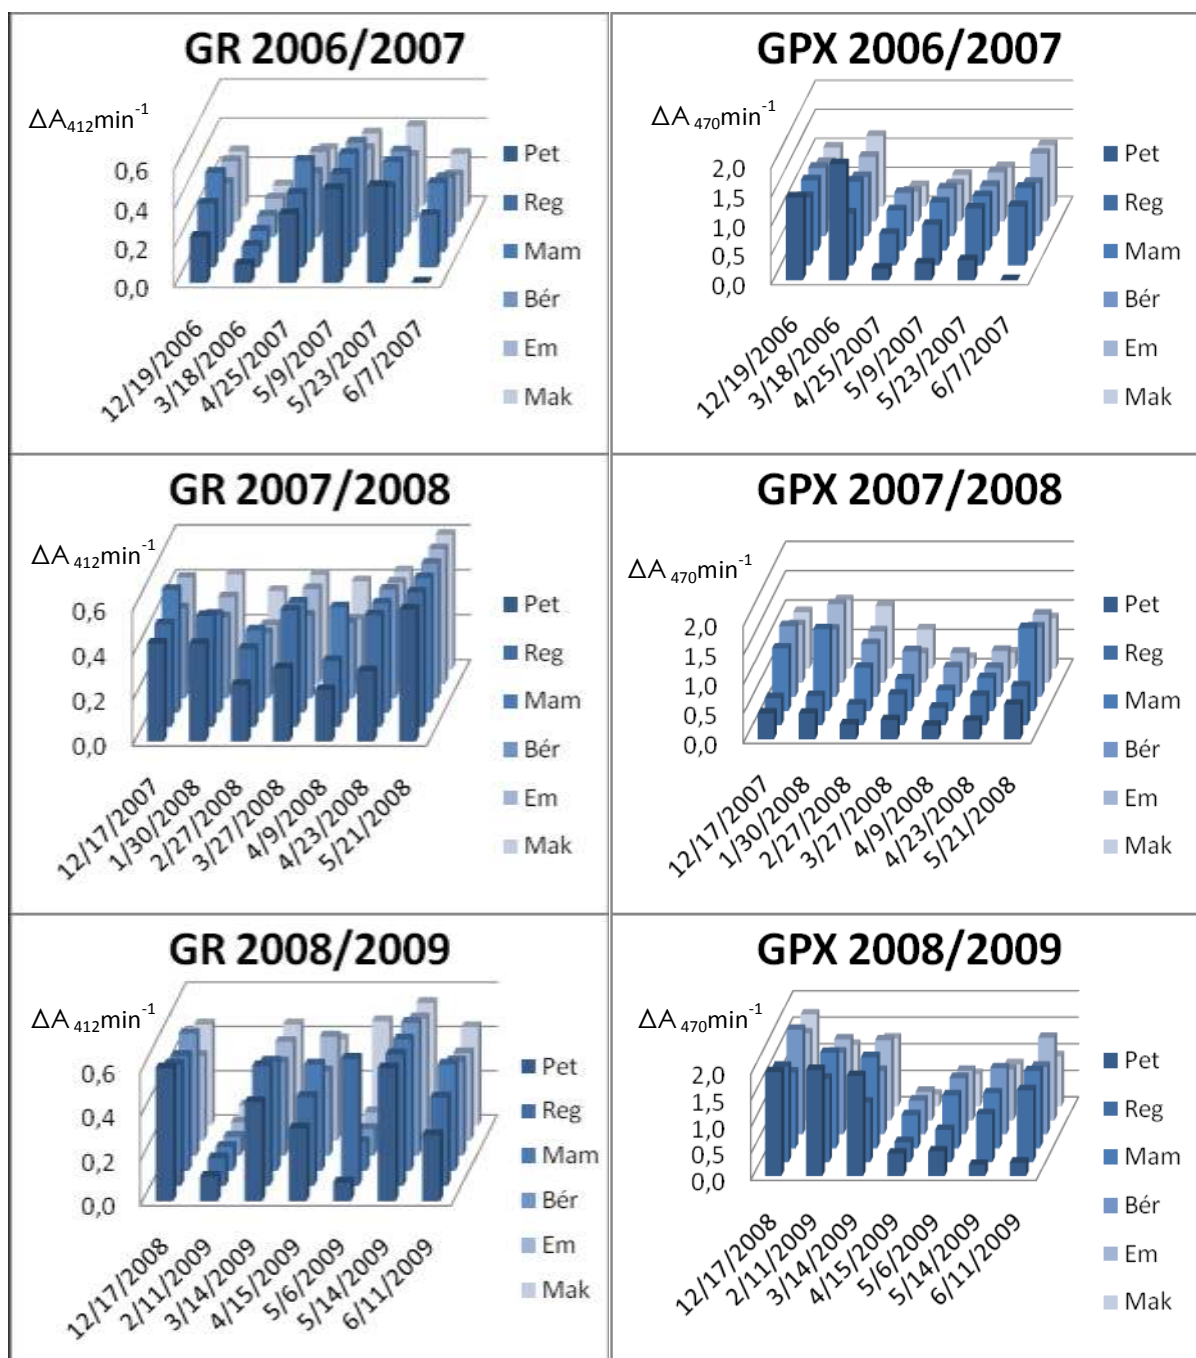 GR 2006/2007
ΔA412min-1
0,6
0,4
0,2
0,0
12/19/2006
3/18/2006
4/25/2007
5/9/2007
5/23/2007
6/7/2007
Pet
Reg
Mam
Bér
Em
Mak
GPX 2006/2007
ΔA 470min-1
2,0
1,5
1,0
0,5
0,0
12/19/2006
3/18/2006
4/25/2007
5/9/2007
5/23/2007
6/7/2007
Pet
Reg
Mam
Bér
Em
Mak
GR 2007/2008
ΔA 412min-1
0,6
0,4
0,2
0,0
12/17/2007
1/30/2008
2/27/2008
3/27/2008
4/9/2008
4/23/2008
5/21/2008
Pet
Reg
Mam
Bér
Em
Mak
GPX 2007/2008
ΔA 470min-1
2,0
1,5
1,0
0,5
0,0
12/17/2007
1/30/2008
2/27/2008
3/27/2008
4/9/2008
4/23/2008
5/21/2008
Pet
Reg
Mam
Bér
Em
Mak
GR 2008/2009
ΔA 412min-1
0,6
0,4
0,2
0,0
12/17/2008
2/11/2009
3/14/2009
4/15/2009
5/6/2009
5/14/2009
6/11/2009
Pet
Reg
Mam
Bér
Em
Mak
GPX 2008/2009
ΔA 470min-1
2,0
1,5
1,0
0,5
0,0
12/17/2008
2/11/2009
3/14/2009
4/15/2009
5/6/2009
5/14/2009
6/11/2009
Pet
Reg
Mam
Bér
Em
Mak